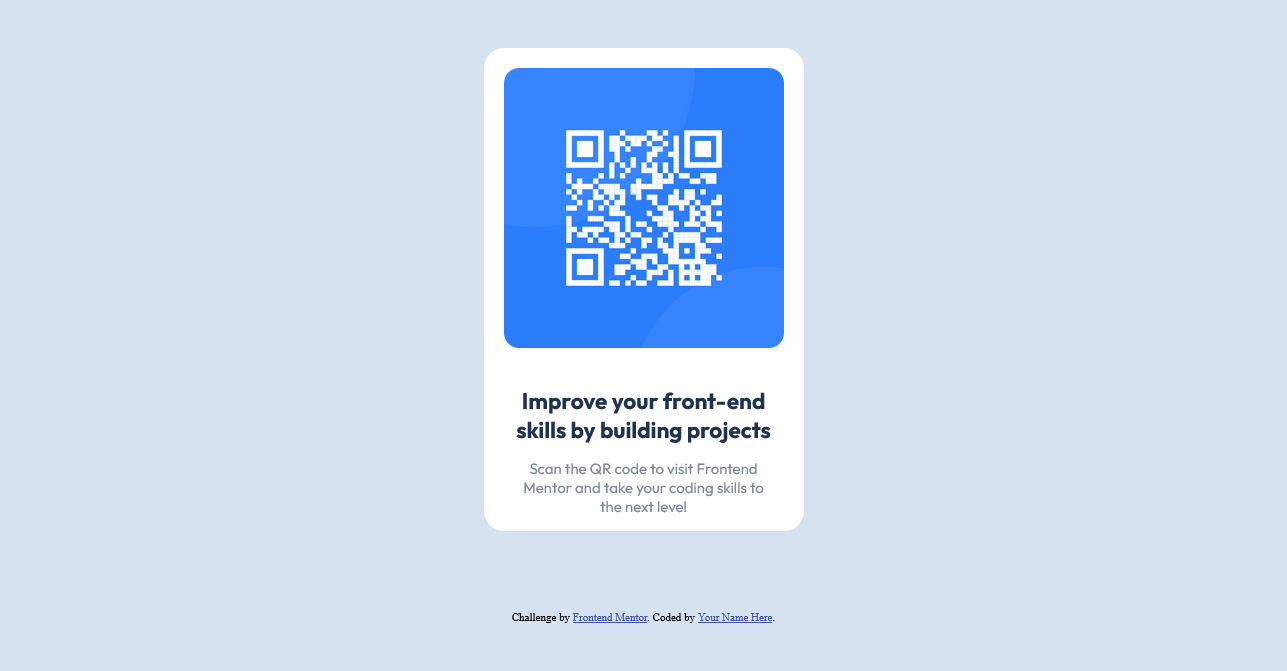 Improve your front-end
skills by building projects
Scan the QR code to visit Frontend
Mentor and take your coding skills to
the next level
Challenge by Frontend Mentor. Coded by Your Name Here.